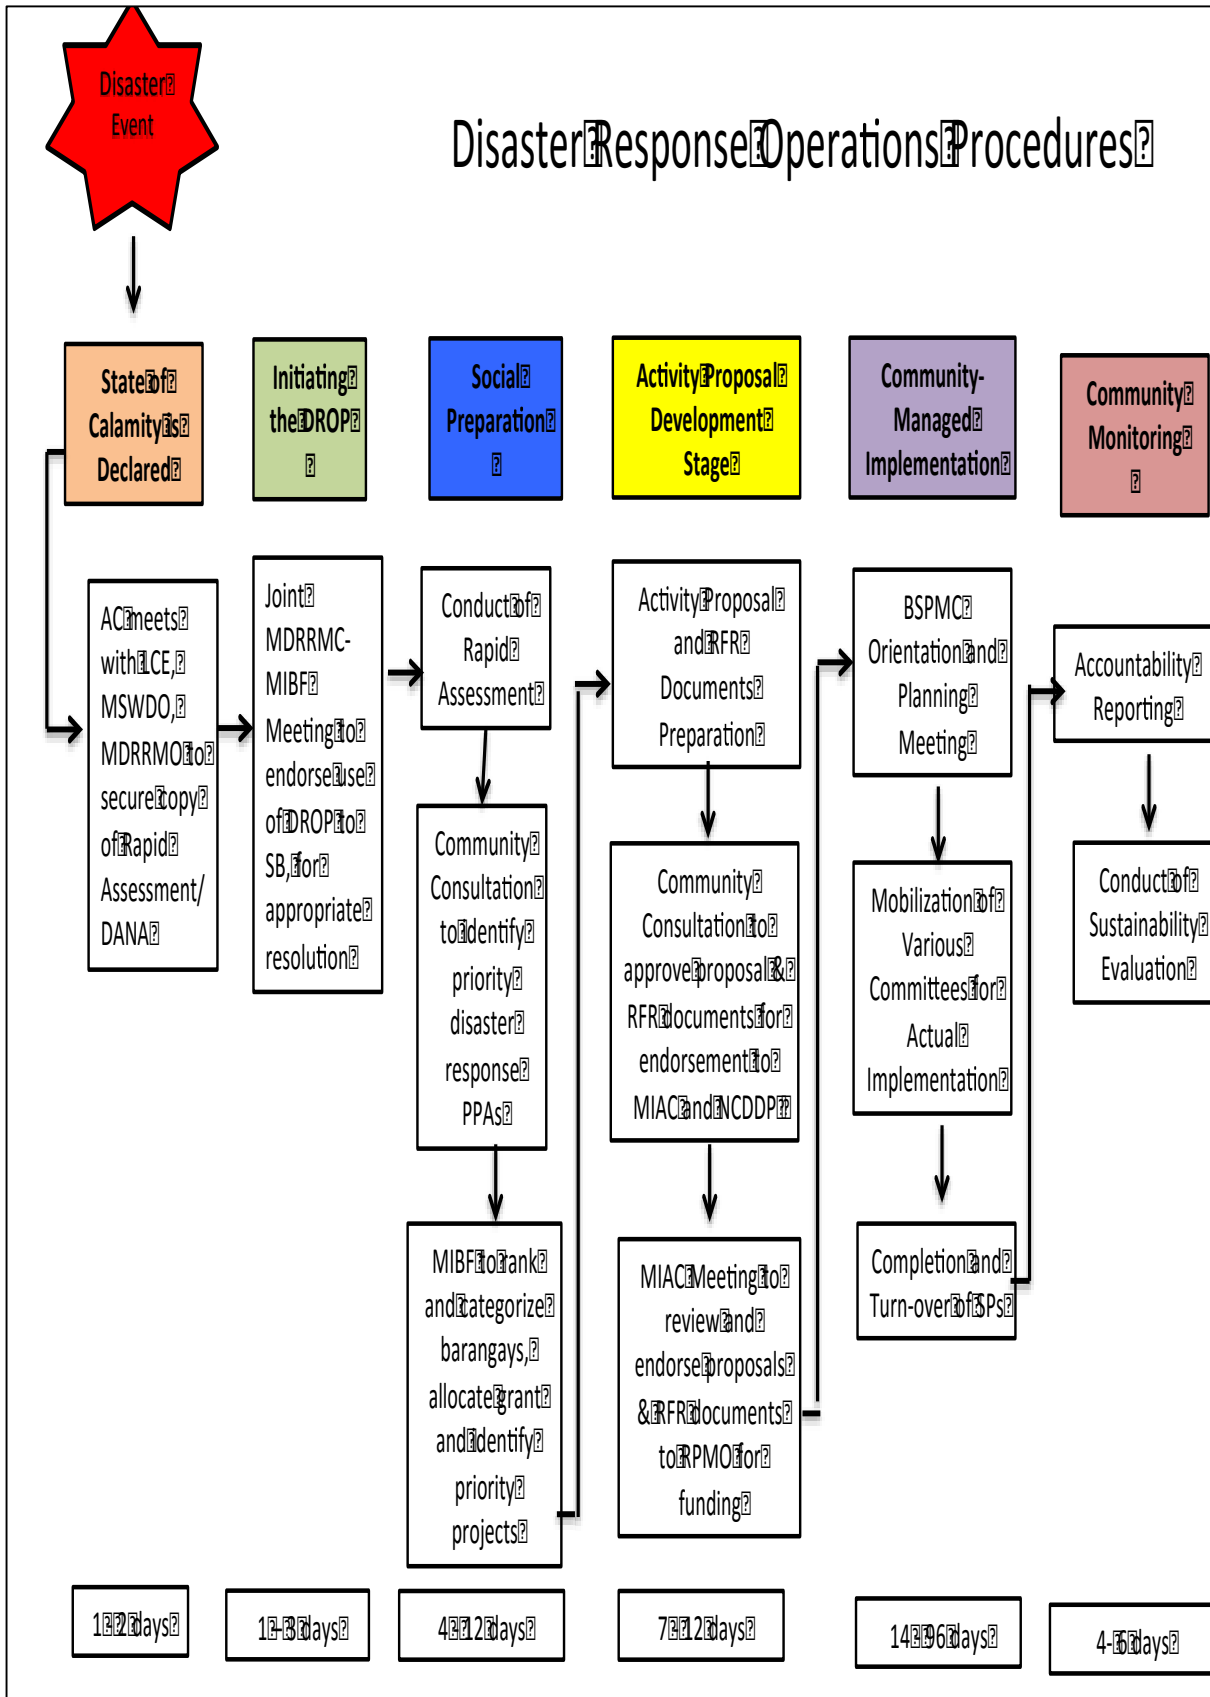 Disaster
Event
Disaster Response Operations Procedures
State of
Calamity is
Declared
Initiating
the DROP
Social
Preparation
Activity Proposal
Development
Stage
Community-
Managed
Implementation
Community
Monitoring
AC meets
with LCE,
MSWDO,
MDRRMO to
secure copy
of Rapid
Assessment/
DANA
Joint
MDRRMC-
MIBF
Meeting to
endorse use
of DROP to
SB, for
appropriate
resolution
Conduct of
Rapid
Assessment
Community
Consultation
to identify
priority
disaster
response
PPAs
MIBF to rank
and categorize
barangays,
allocate grant
and identify
priority
projects
Activity Proposal
and RFR
Documents
Preparation
Community
Consultation to
approve proposal &
RFR documents for
endorsement to
MIAC and NCDDP
MIAC Meeting to
review and
endorse proposals
& RFR documents
to RPMO for
funding
BSPMC
Orientation and
Planning
Meeting
Mobilization of
Various
Committees for
Actual
Implementation
Completion and
Turn-over of SPs
Accountability
Reporting
Conduct of
Sustainability
Evaluation
1 - 2 days
1 – 3 days
4 - 12 days
7 - 12 days
14 - 96 days
4 - 6 days